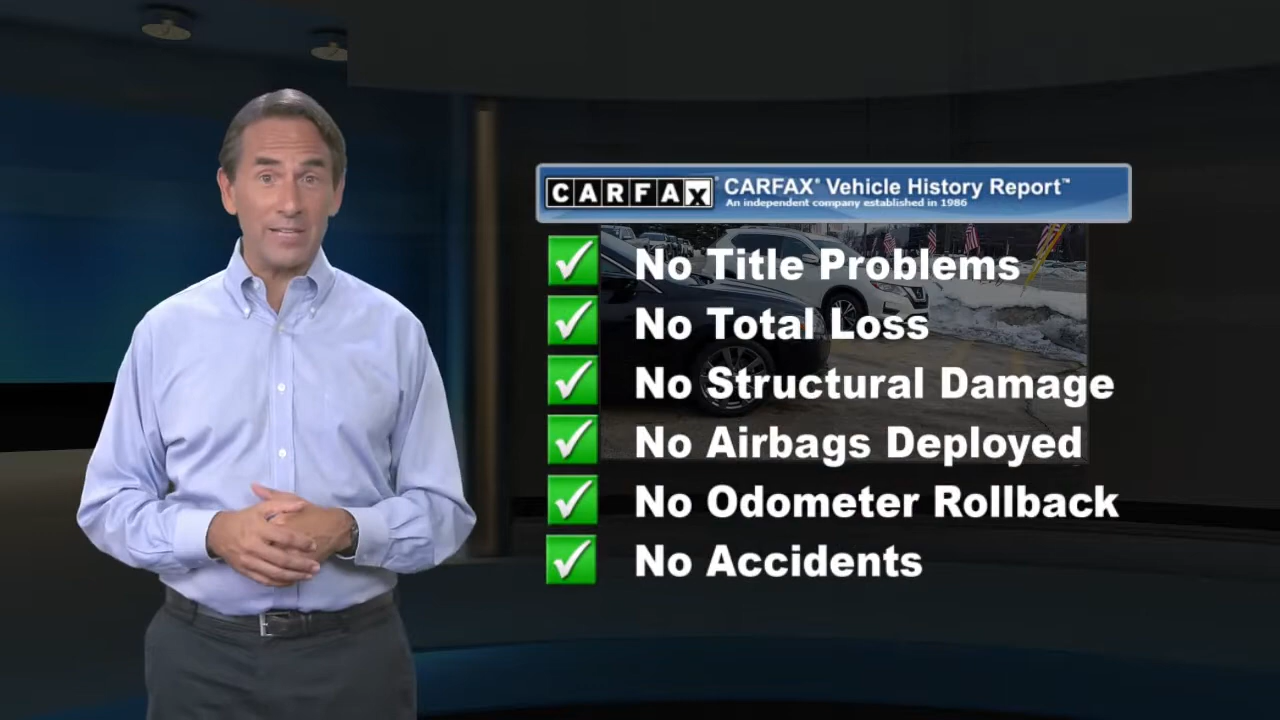 CARFAX® CARFAX® Vehicle History Report™
An independent company established in 1986
No Title Problems
No Total Loss
No Structural Damage
No Airbags Deployed
No Odometer Rollback
No Accidents